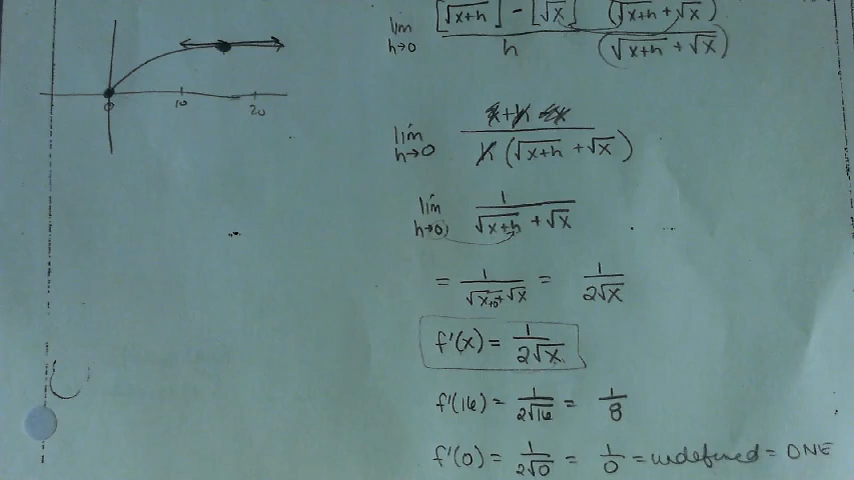 lim h→0 [√x+h] - [√x] (√x+h + √x) / h (√x+h + √x)
lim h→0 x+h -x / h (√x+h + √x)
lim h→0 1 / √x+h + √x
= 1 / √x+0 + √x = 1 / 2√x
f'(x) = 1 / 2√x
f'(16) = 1 / 2√16 = 1 / 8
f'(0) = 1 / 2√0 = 1 / 0 = undefined = DNE
0 10 20